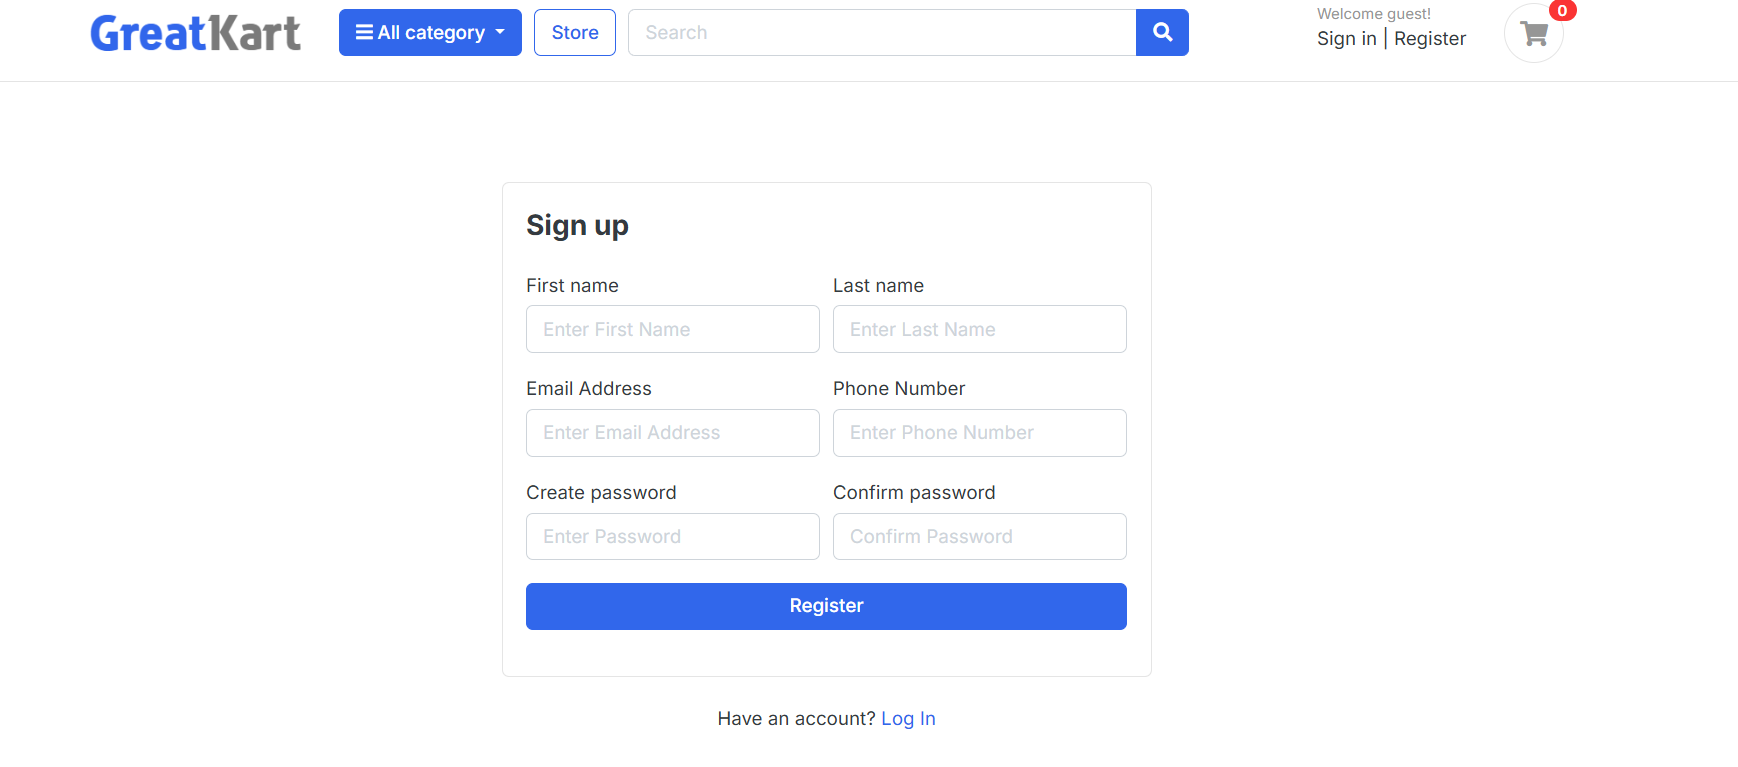 GreatKart
All category
Store
Search
Welcome guest!
Sign in | Register
0
Sign up
First name
Last name
Enter First Name
Enter Last Name
Email Address
Phone Number
Enter Email Address
Enter Phone Number
Create password
Confirm password
Enter Password
Confirm Password
Register
Have an account? Log In